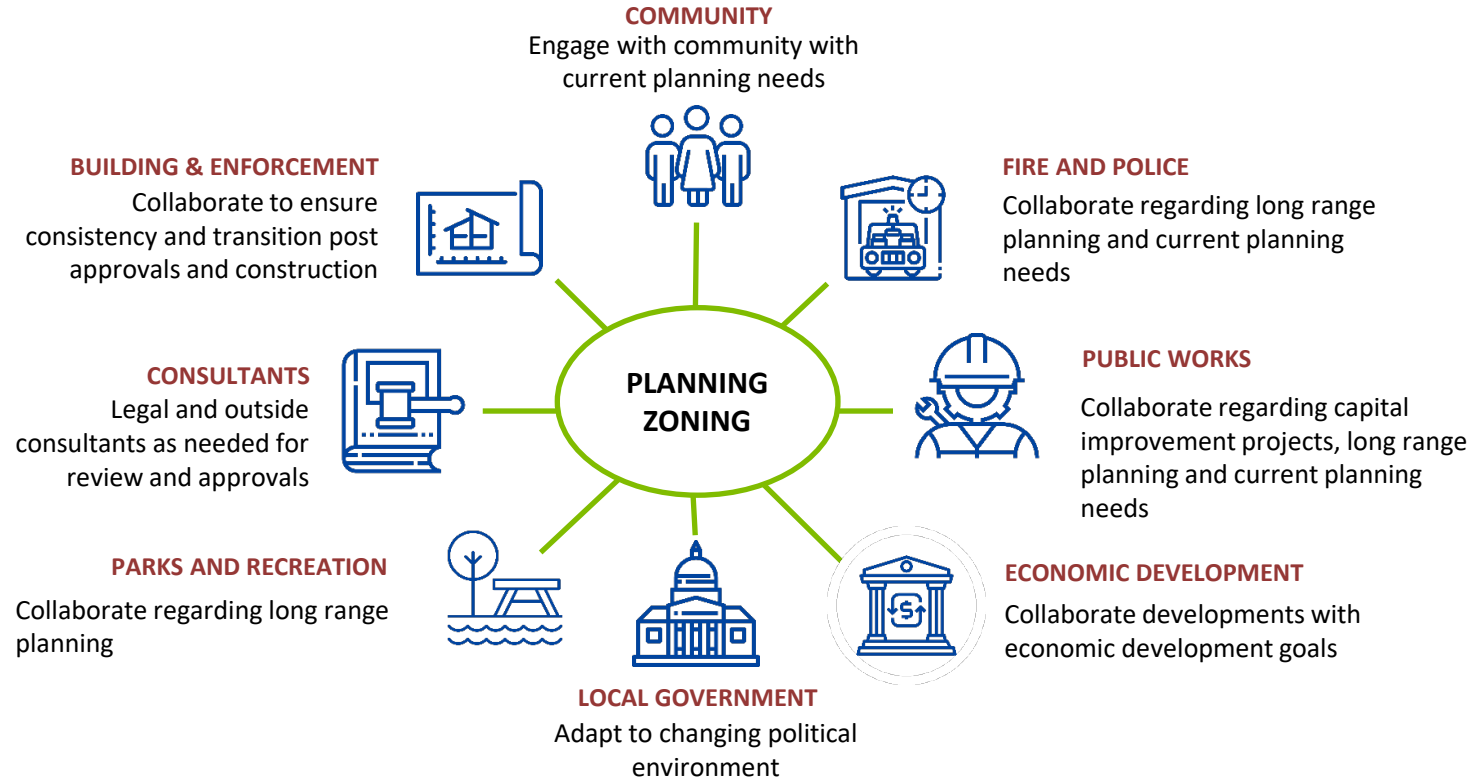 COMMUNITY
Engage with community with
current planning needs
BUILDING & ENFORCEMENT
Collaborate to ensure
consistency and transition post
approvals and construction
FIRE AND POLICE
Collaborate regarding long range
planning and current planning
needs
CONSULTANTS
Legal and outside
consultants as needed for
review and approvals
PLANNING
ZONING
PUBLIC WORKS
Collaborate regarding capital
improvement projects, long range
planning and current planning
needs
PARKS AND RECREATION
Collaborate regarding long range
planning
$
ECONOMIC DEVELOPMENT
Collaborate developments with
economic development goals
LOCAL GOVERNMENT
Adapt to changing political
environment